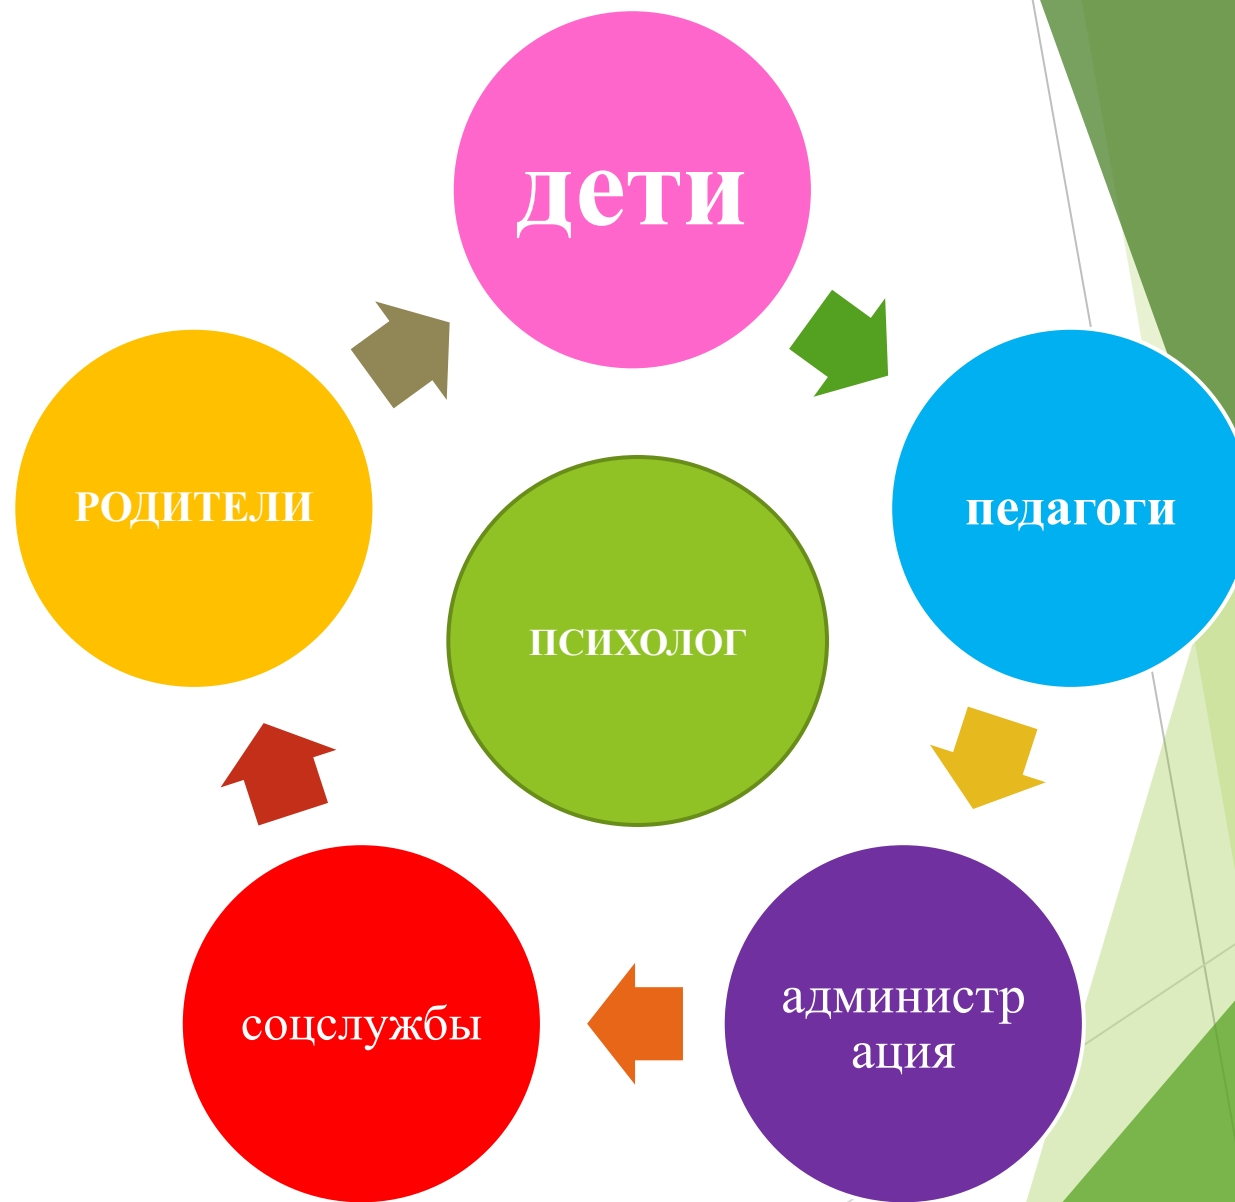 дети
РОДИТЕЛИ
педагоги
ПСИХОЛОГ
соцслужбы
администр
ация